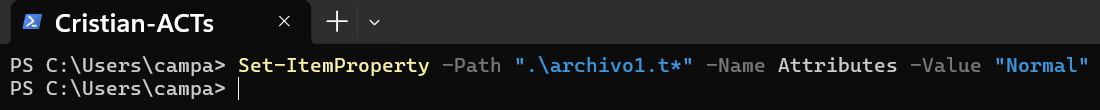 Cristian-ACTs
PS C:\Users\campa> Set-ItemProperty -Path ".\archivo1.t*" -Name Attributes -Value "Normal"
PS C:\Users\campa>